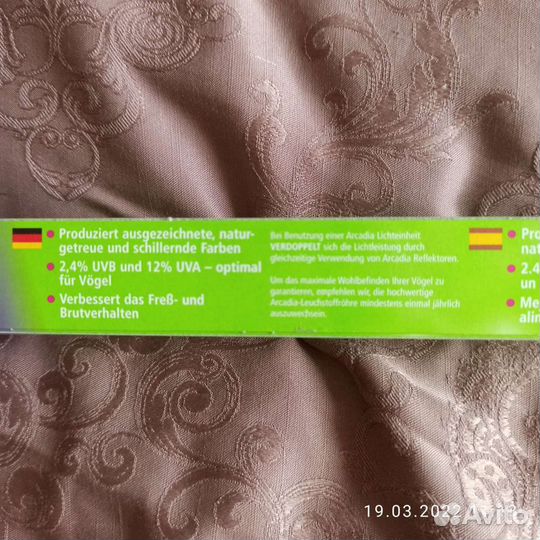 Produziert ausgezeichnete, natur-
getreue und schillernde Farben
2,4% UVB und 12% UVA – optimal
für Vögel
Verbessert das Freß- und
Brutverhalten
Bei Benutzung einer Arcadia Lichteinheit
VERDOPPELT sich die Lichtleistung durch
gleichzeitige Verwendung von Arcadia Reflektoren.
Um das maximale Wohlbefinden Ihrer Vögel zu
garantieren, empfehlen wir, die hochwertige
Arcadia-Leuchstoffröhre mindestens einmal jährlich
auszuwechseln.
Pro
nat
2.4
un
Me
alin
19.03.2022
Avito